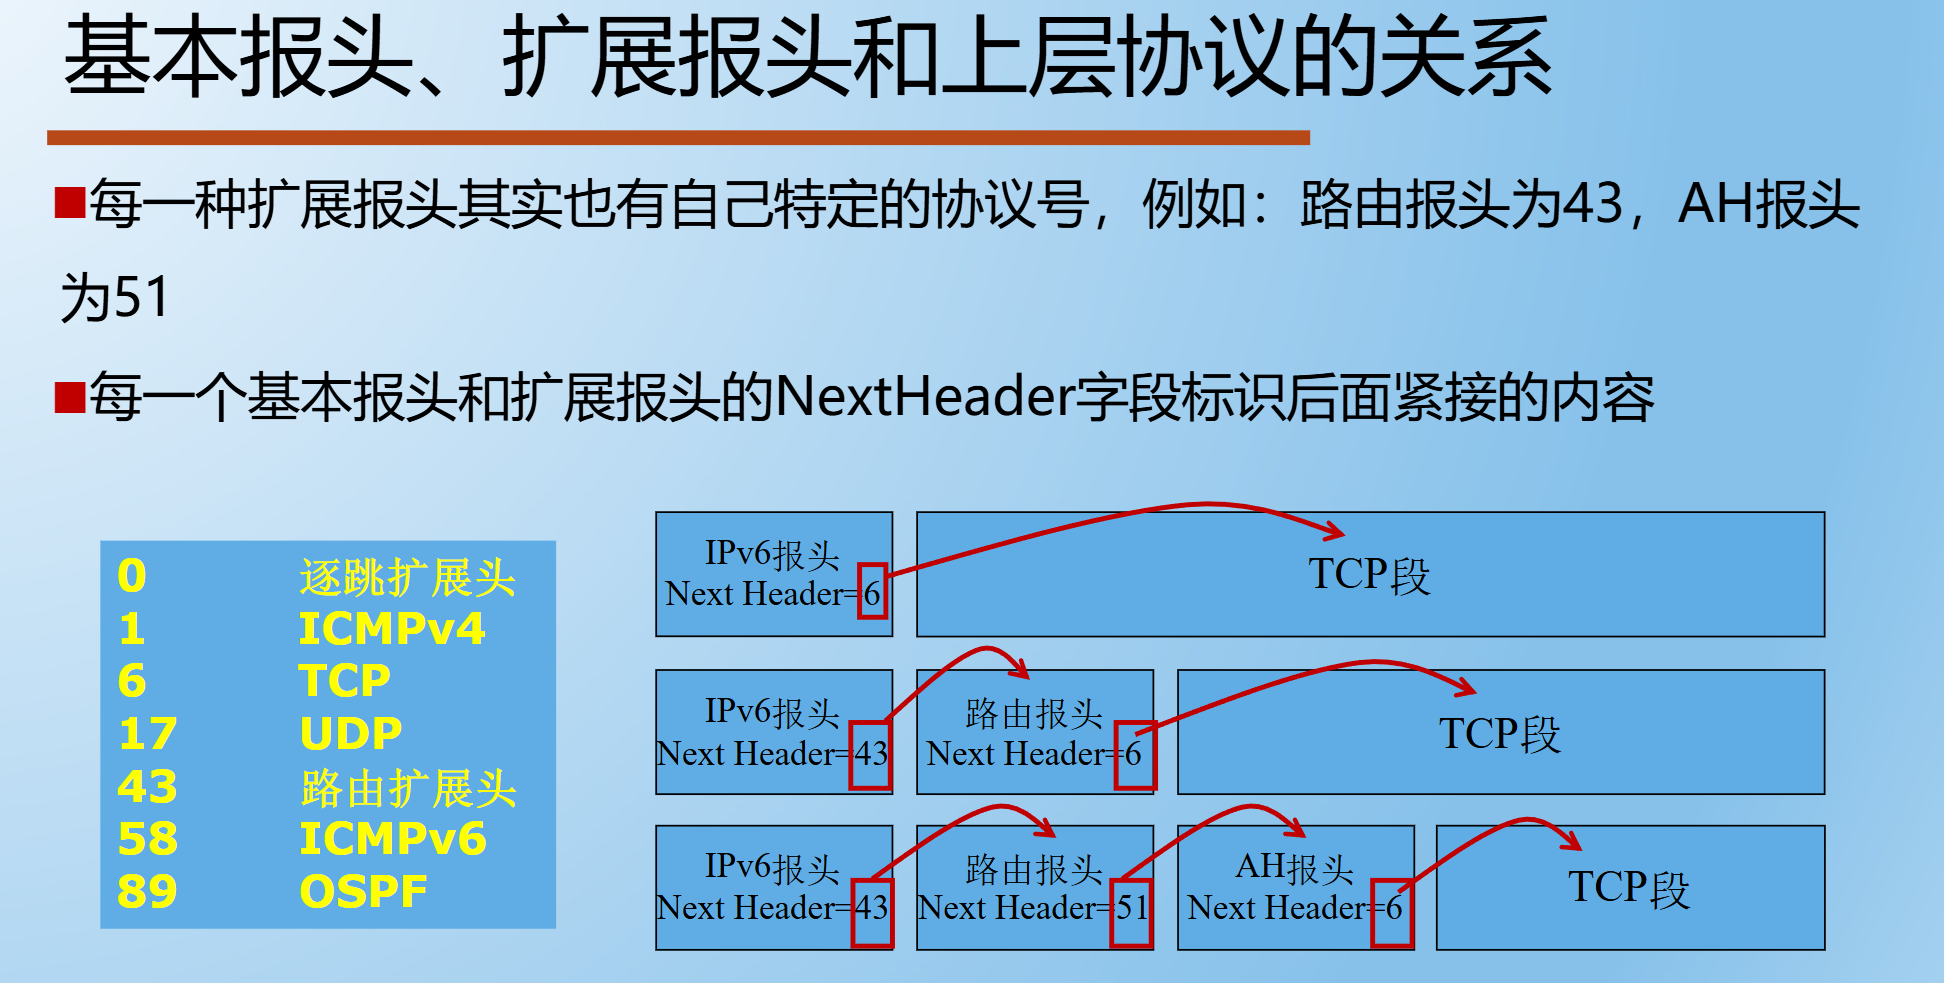 基本报头、扩展报头和上层协议的关系
每一种扩展报头其实也有自己特定的协议号，例如：路由报头为43，AH报头
为51
每一个基本报头和扩展报头的NextHeader字段标识后面紧接的内容
0 逐跳扩展头
1 ICMPv4
6 TCP
17 UDP
43 路由扩展头
58 ICMPv6
89 OSPF
IPv6报头
Next Header=6
TCP段
IPv6报头
Next Header=43
路由报头
Next Header=6
TCP段
IPv6报头
Next Header=43
路由报头
Next Header=51
AH报头
Next Header=6
TCP段